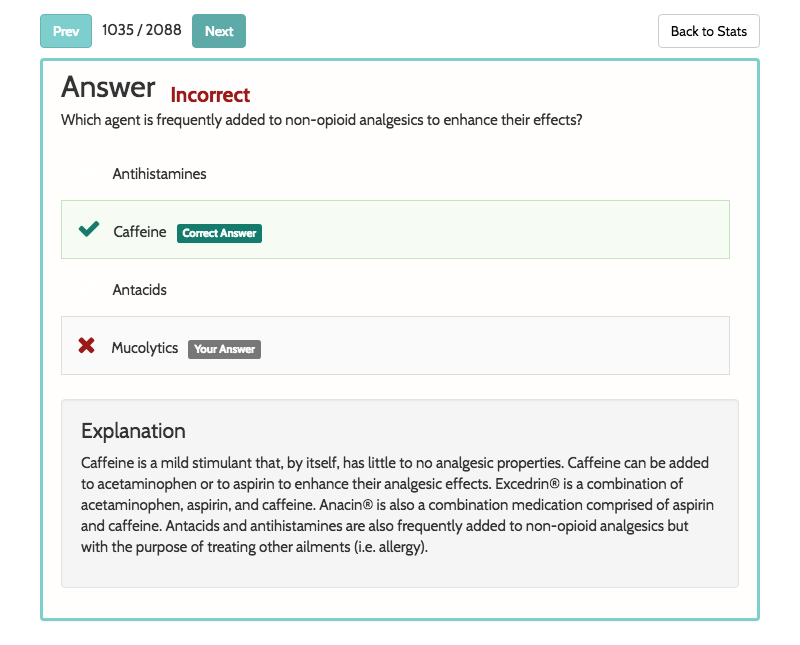 Prev 1035 / 2088 Next Back to Stats
Answer Incorrect
Which agent is frequently added to non-opioid analgesics to enhance their effects?
Antihistamines
Caffeine Correct Answer
Antacids
Mucolytics Your Answer
Explanation
Caffeine is a mild stimulant that, by itself, has little to no analgesic properties. Caffeine can be added
to acetaminophen or to aspirin to enhance their analgesic effects. Excedrin® is a combination of
acetaminophen, aspirin, and caffeine. Anacin® is also a combination medication comprised of aspirin
and caffeine. Antacids and antihistamines are also frequently added to non-opioid analgesics but
with the purpose of treating other ailments (i.e. allergy).